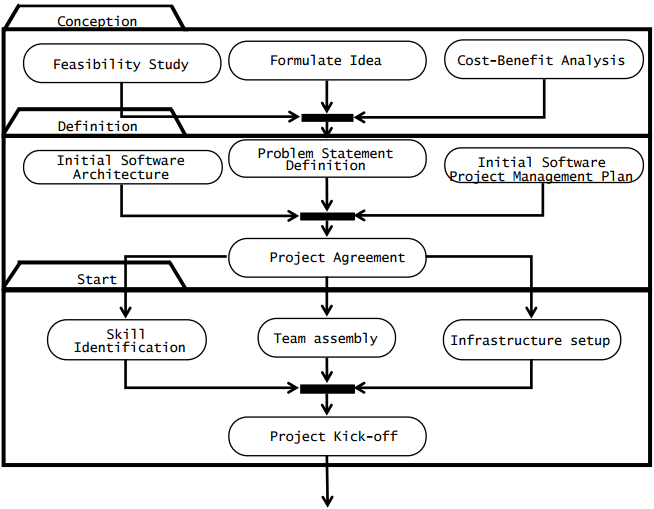 Conception
Feasibility Study
Formulate Idea
Cost-Benefit Analysis
Definition
Initial Software
Architecture
Problem Statement
Definition
Initial Software
Project Management Plan
Project Agreement
Start
Skill
Identification
Team assembly
Infrastructure setup
Project Kick-off